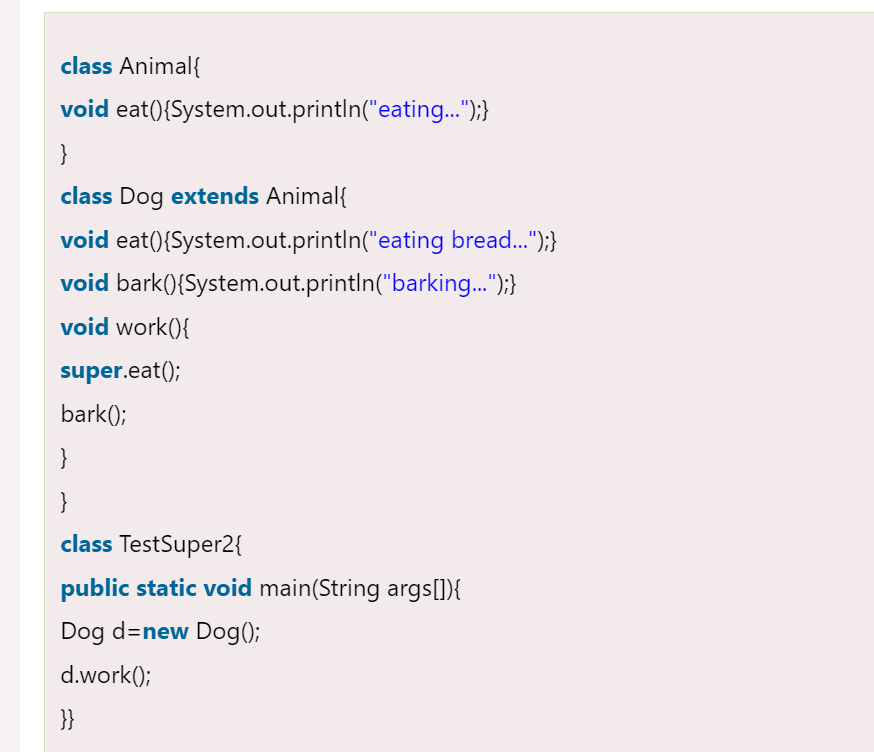 class Animal{
void eat(){System.out.println("eating...");}
}
class Dog extends Animal{
void eat(){System.out.println("eating bread...");}
void bark(){System.out.println("barking...");}
void work(){
super.eat();
bark();
}
}
class TestSuper2{
public static void main(String args[]){
Dog d=new Dog();
d.work();
}}